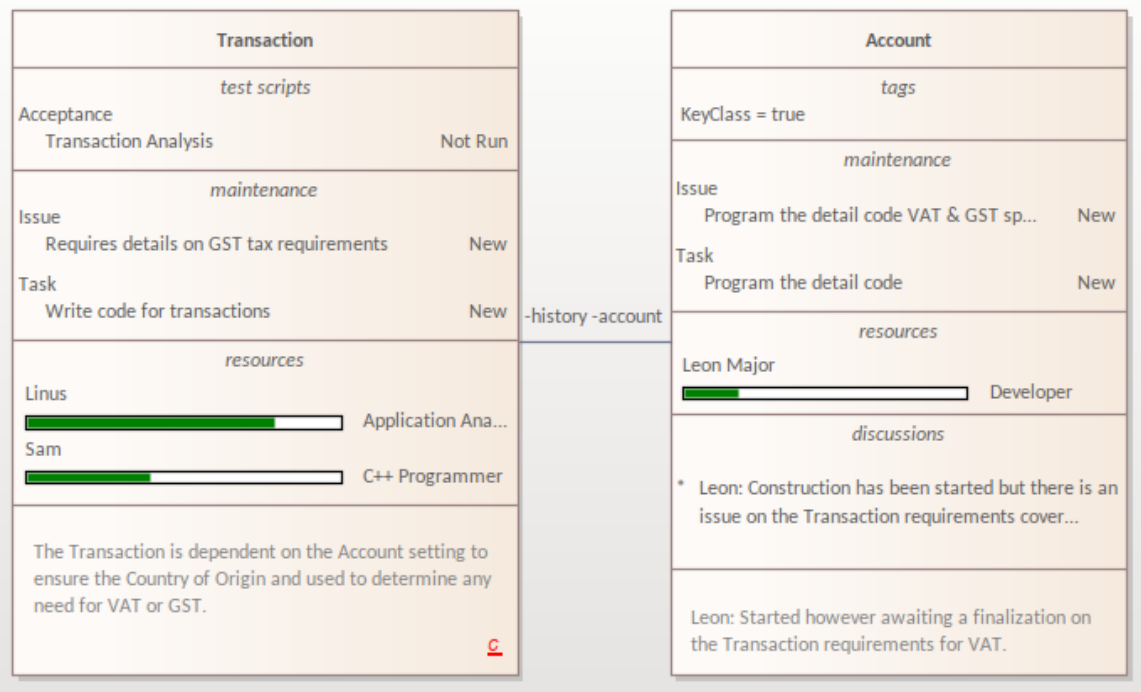 Transaction
test scripts
Acceptance
Transaction Analysis Not Run
maintenance
Issue
Requires details on GST tax requirements New
Task
Write code for transactions New
resources
Linus
Application Ana...
Sam
C++ Programmer
The Transaction is dependent on the Account setting to
ensure the Country of Origin and used to determine any
need for VAT or GST.
c
-history -account
Account
tags
KeyClass = true
maintenance
Issue
Program the detail code VAT & GST sp... New
Task
Program the detail code New
resources
Leon Major
Developer
discussions
* Leon: Construction has been started but there is an
issue on the Transaction requirements cover...
Leon: Started however awaiting a finalization on
the Transaction requirements for VAT.